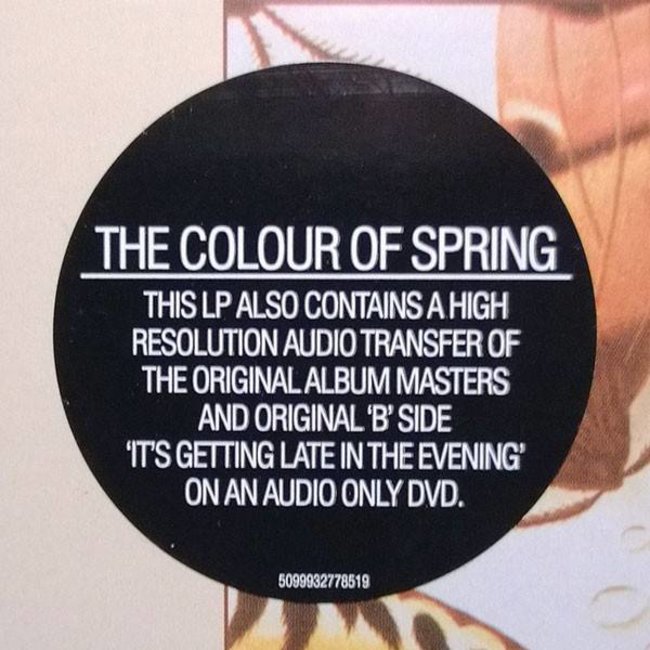 THE COLOUR OF SPRING
THIS LP ALSO CONTAINS A HIGH
RESOLUTION AUDIO TRANSFER OF
THE ORIGINAL ALBUM MASTERS
AND ORIGINAL ‘B’ SIDE
‘IT’S GETTING LATE IN THE EVENING’
ON AN AUDIO ONLY DVD.
5099932778519